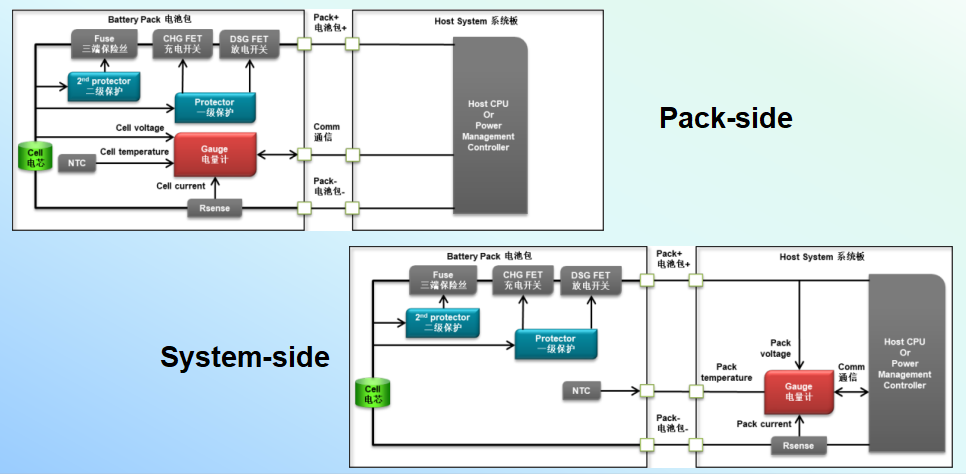 Battery Pack 电池包
Pack+
电池包+
Host System 系统板
Fuse
三端保险丝
CHG FET
充电开关
DSG FET
放电开关
2nd protector
二级保护
Protector
一级保护
Cell voltage
Cell
电芯
NTC
Cell temperature
Gauge
电量计
Comm
通信
Cell current
Pack-
电池包-
Rsense
Host CPU
Or
Power
Management
Controller
Pack-side
System-side
Battery Pack 电池包
Pack+
电池包+
Host System 系统板
Fuse
三端保险丝
CHG FET
充电开关
DSG FET
放电开关
2nd protector
二级保护
Protector
一级保护
Cell
电芯
NTC
Pack
voltage
Pack
temperature
Gauge
电量计
Comm
通信
Pack-
电池包-
Pack current
Rsense
Host CPU
Or
Power
Management
Controller